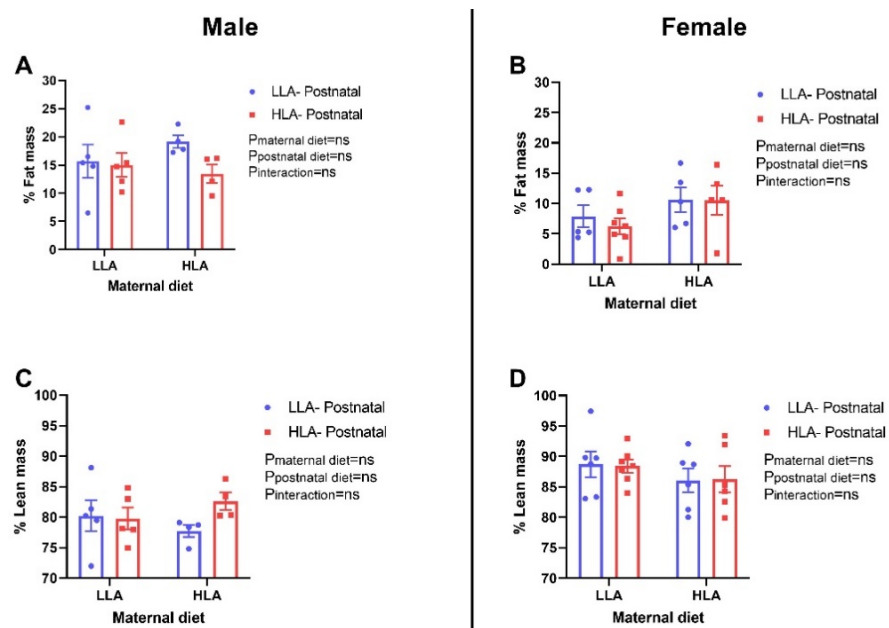 Male
Female
A
30
25
20
15
10
5
0
% Fat mass
LLA
HLA
Maternal diet
LLA- Postnatal
HLA- Postnatal
Pmaternal diet=ns
Ppostnatal diet=ns
Pinteraction=ns
B
30
25
20
15
10
5
0
% Fat mass
LLA
HLA
Maternal diet
LLA- Postnatal
HLA- Postnatal
Pmaternal diet=ns
Ppostnatal diet=ns
Pinteraction=ns
C
100
95
90
85
80
75
70
% Lean mass
LLA
HLA
Maternal diet
LLA- Postnatal
HLA- Postnatal
Pmaternal diet=ns
Ppostnatal diet=ns
Pinteraction=ns
D
100
95
90
85
80
75
70
% Lean mass
LLA
HLA
Maternal diet
LLA- Postnatal
HLA- Postnatal
Pmaternal diet=ns
Ppostnatal diet=ns
Pinteraction=ns